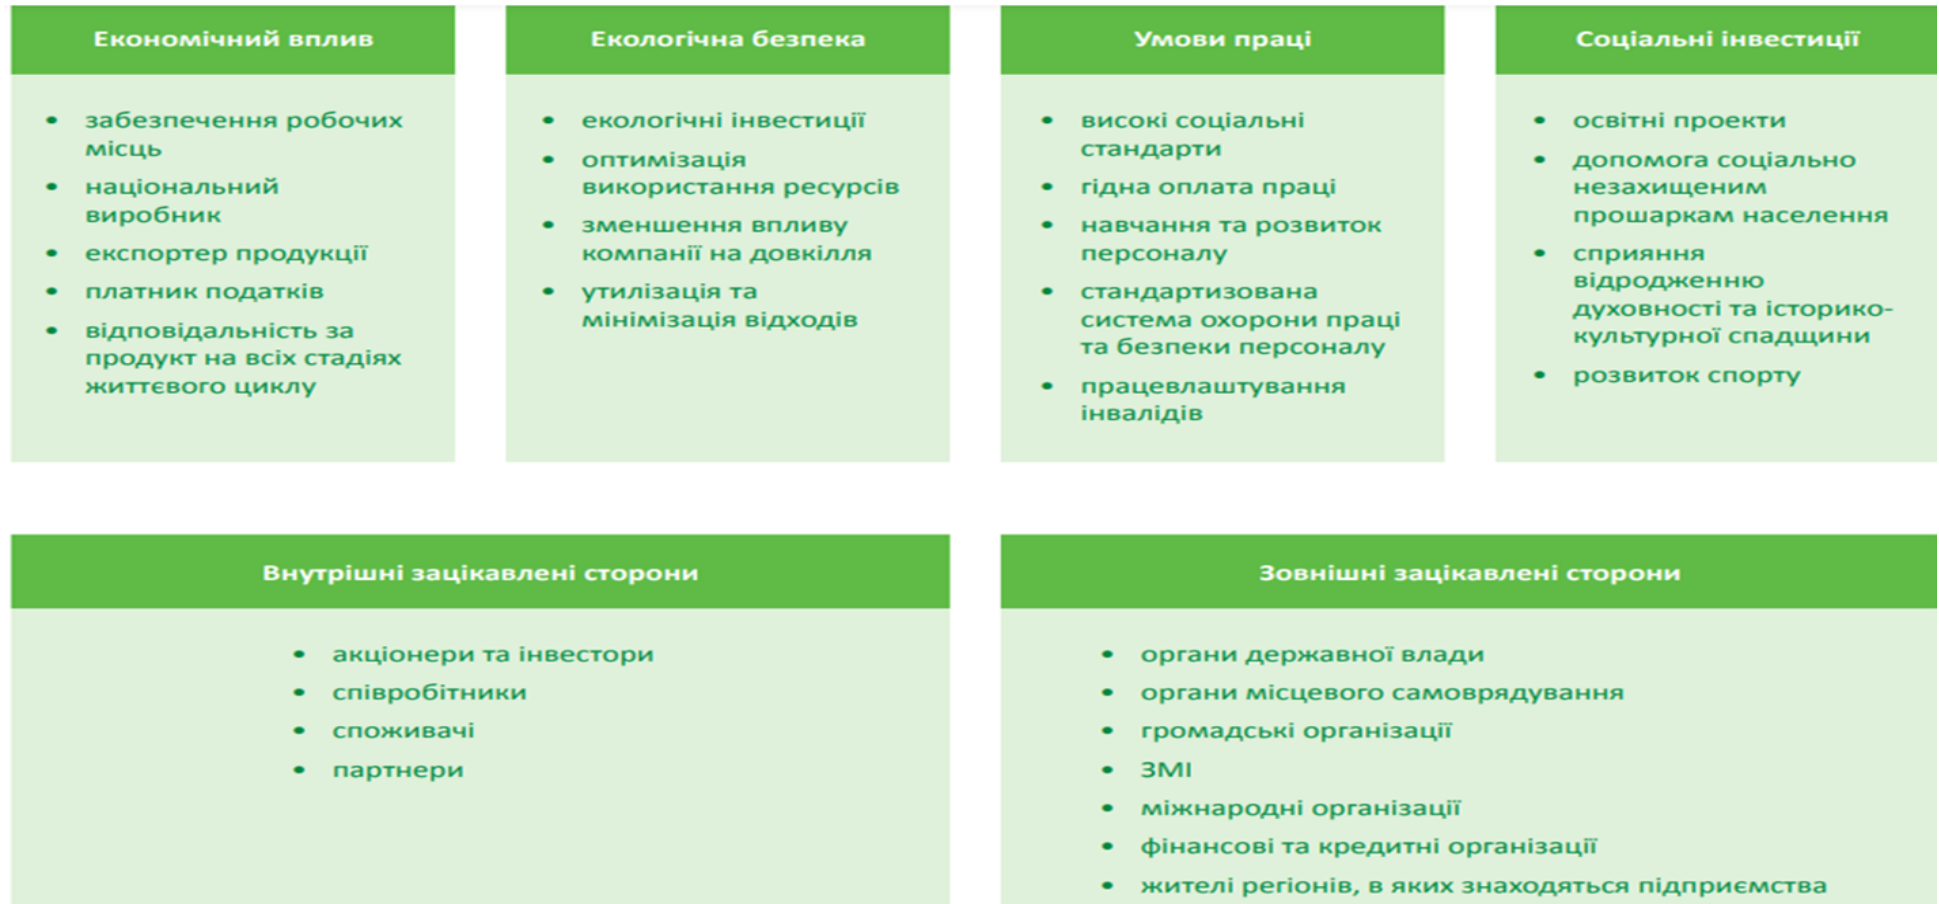 Економічний вплив
• забезпечення робочих
місць
• національний
виробник
• експортер продукції
• платник податків
• відповідальність за
продукт на всіх стадіях
життєвого циклу
Екологічна безпека
• екологічні інвестиції
• оптимізація
використання ресурсів
• зменшення впливу
компанії на довкілля
• утилізація та
мінімізація відходів
Умови праці
• високі соціальні
стандарти
• гідна оплата праці
• навчання та розвиток
персоналу
• стандартизована
система охорони праці
та безпеки персоналу
• працевлаштування
інвалідів
Соціальні інвестиції
• освітні проекти
• допомога соціально
незахищеним
прошаркам населення
• сприяння
відродженню
духовності та історико-
культурної спадщини
• розвиток спорту
Внутрішні зацікавлені сторони
• акціонери та інвестори
• співробітники
• споживачі
• партнери
Зовнішні зацікавлені сторони
• органи державної влади
• органи місцевого самоврядування
• громадські організації
• ЗМІ
• міжнародні організації
• фінансові та кредитні організації
• жителі регіонів, в яких знаходяться підприємства